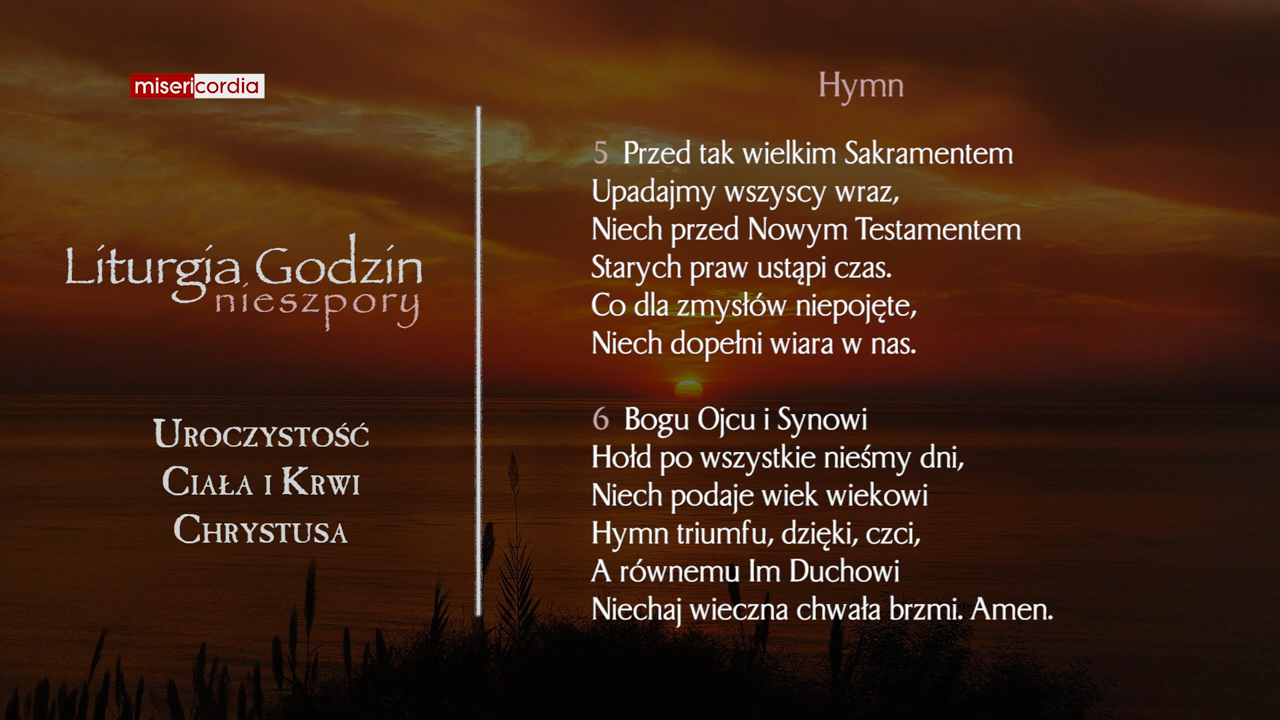 misericordia
Liturgia Godzin
nieszpory
Uroczystość
Ciała i Krwi
Chrystusa
Hymn
5 Przed tak wielkim Sakramentem
Upadajmy wszyscy wraz,
Niech przed Nowym Testamentem
Starych praw ustąpi czas.
Co dla zmysłów niepojęte,
Niech dopełni wiara w nas.
6 Bogu Ojcu i Synowi
Hołd po wszystkie nieśmy dni,
Niech podaje wiek wiekowi
Hymn triumfu, dzięki, czci,
A równemu Im Duchowi
Niechaj wieczna chwała brzmi. Amen.